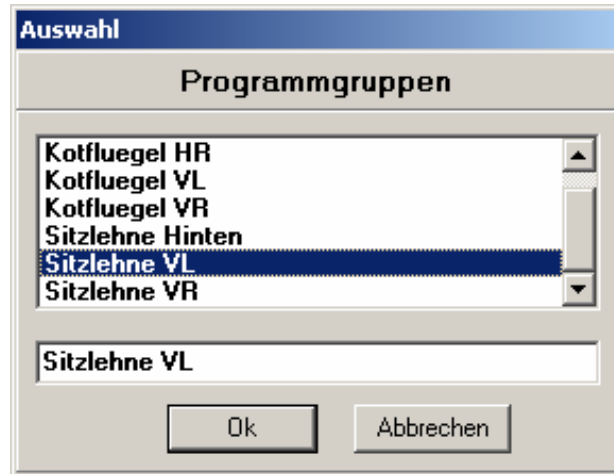 Auswahl
Programmgruppen
Kotfluegel HR
Kotfluegel VL
Kotfluegel VR
Sitzlehne Hinten
Sitzlehne VL
Sitzlehne VR
Sitzlehne VL
Ok
Abbrechen